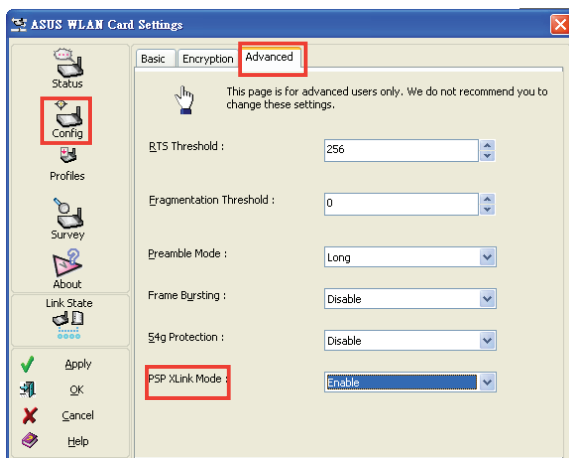 ASUS WLAN Card Settings
Status
Config
Profiles
Survey
About
Link State
Apply
OK
Cancel
Help
Basic
Encryption
Advanced
This page is for advanced users only. We do not recommend you to
change these settings.
RTS Threshold :
256
Fragmentation Threshold :
0
Preamble Mode :
Long
Frame Bursting :
Disable
54g Protection :
Disable
PSP XLink Mode :
Enable